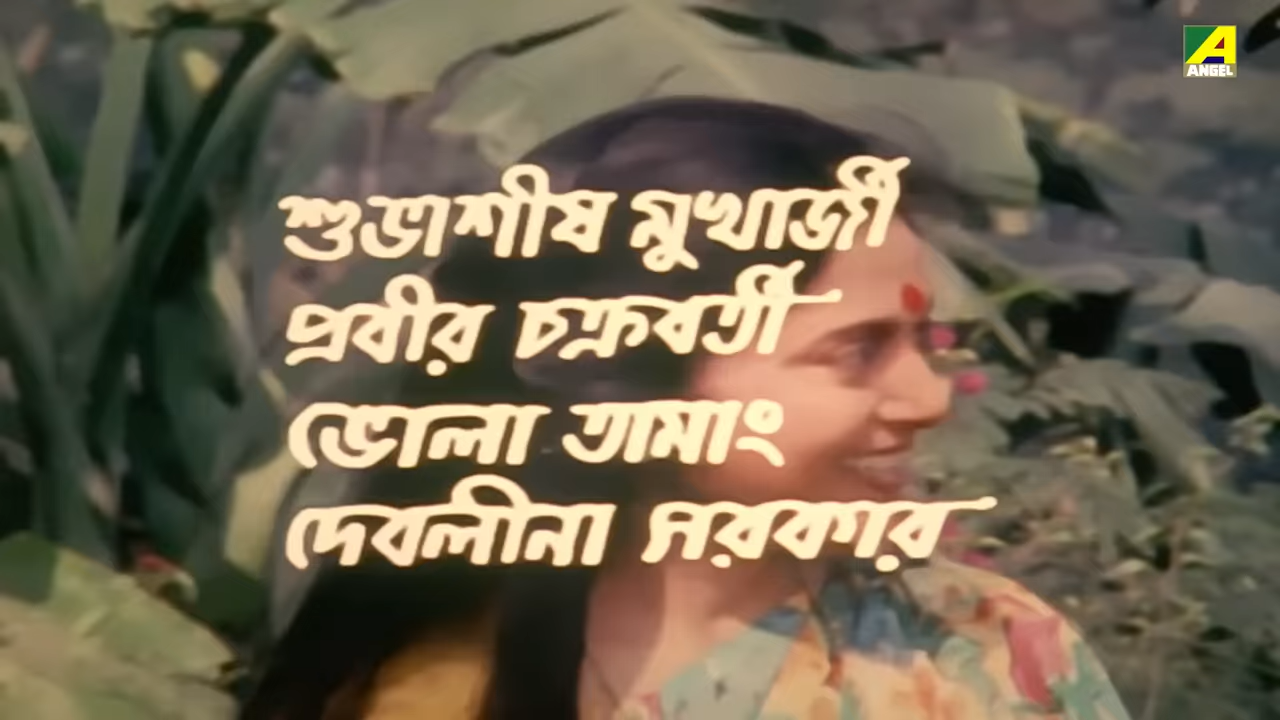 ANGEL
শুভাশীষ মুখার্জী
প্রবীর চক্রবর্তী
ভোলা তামাং
দেবলীনা সরকার